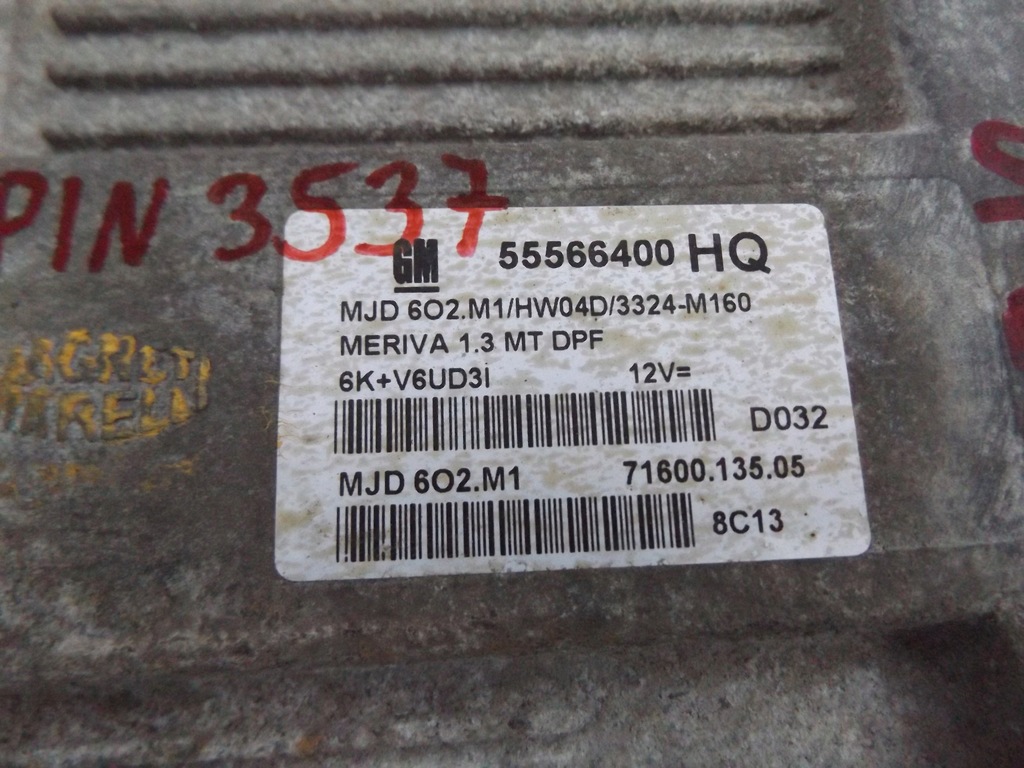 PIN 3537
GM 55566400 HQ
MJD 6O2.M1/HW04D/3324-M160
MERIVA 1.3 MT DPF
6K+V6UD3i 12V=
D032
MJD 6O2.M1 71600.135.05
8C13